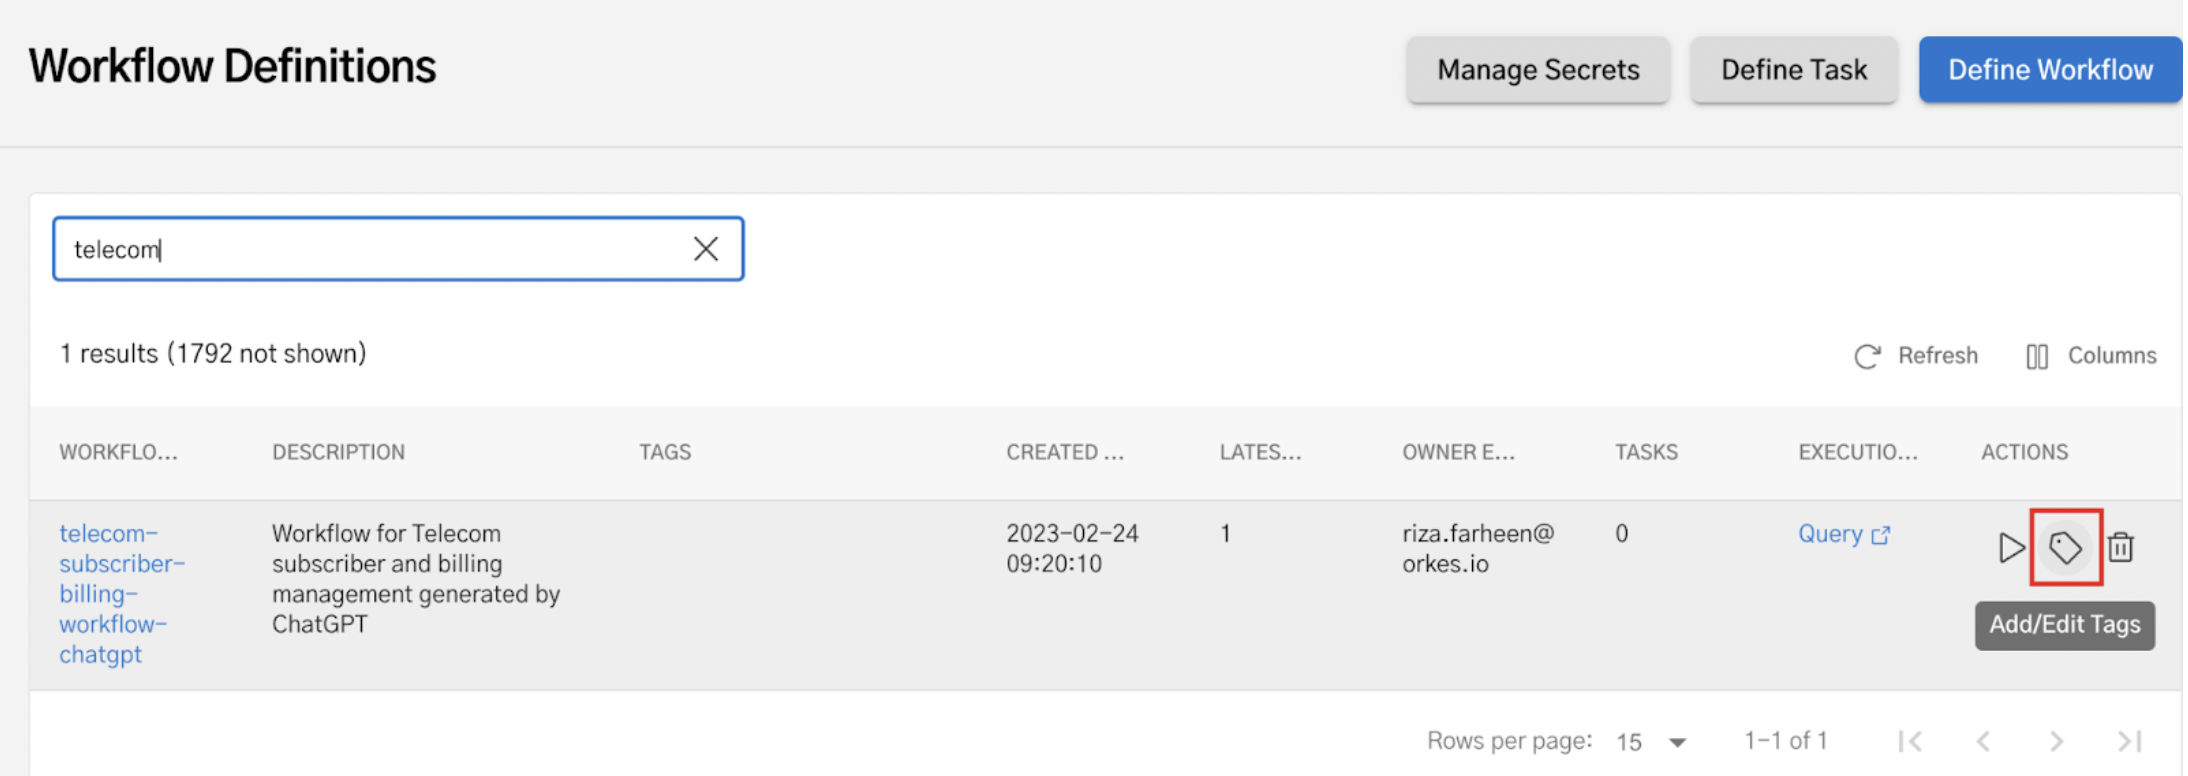 Workflow Definitions
Manage Secrets
Define Task
Define Workflow
telecom
1 results (1792 not shown)
Refresh
Columns
WORKFLO...
DESCRIPTION
TAGS
CREATED ...
LATES...
OWNER E...
TASKS
EXECUTIO...
ACTIONS
telecom-
subscriber-
billing-
workflow-
chatgpt
Workflow for Telecom
subscriber and billing
management generated by
ChatGPT
2023-02-24
09:20:10
1
riza.farheen@
orkes.io
0
Query
Add/Edit Tags
Rows per page: 15
1-1 of 1